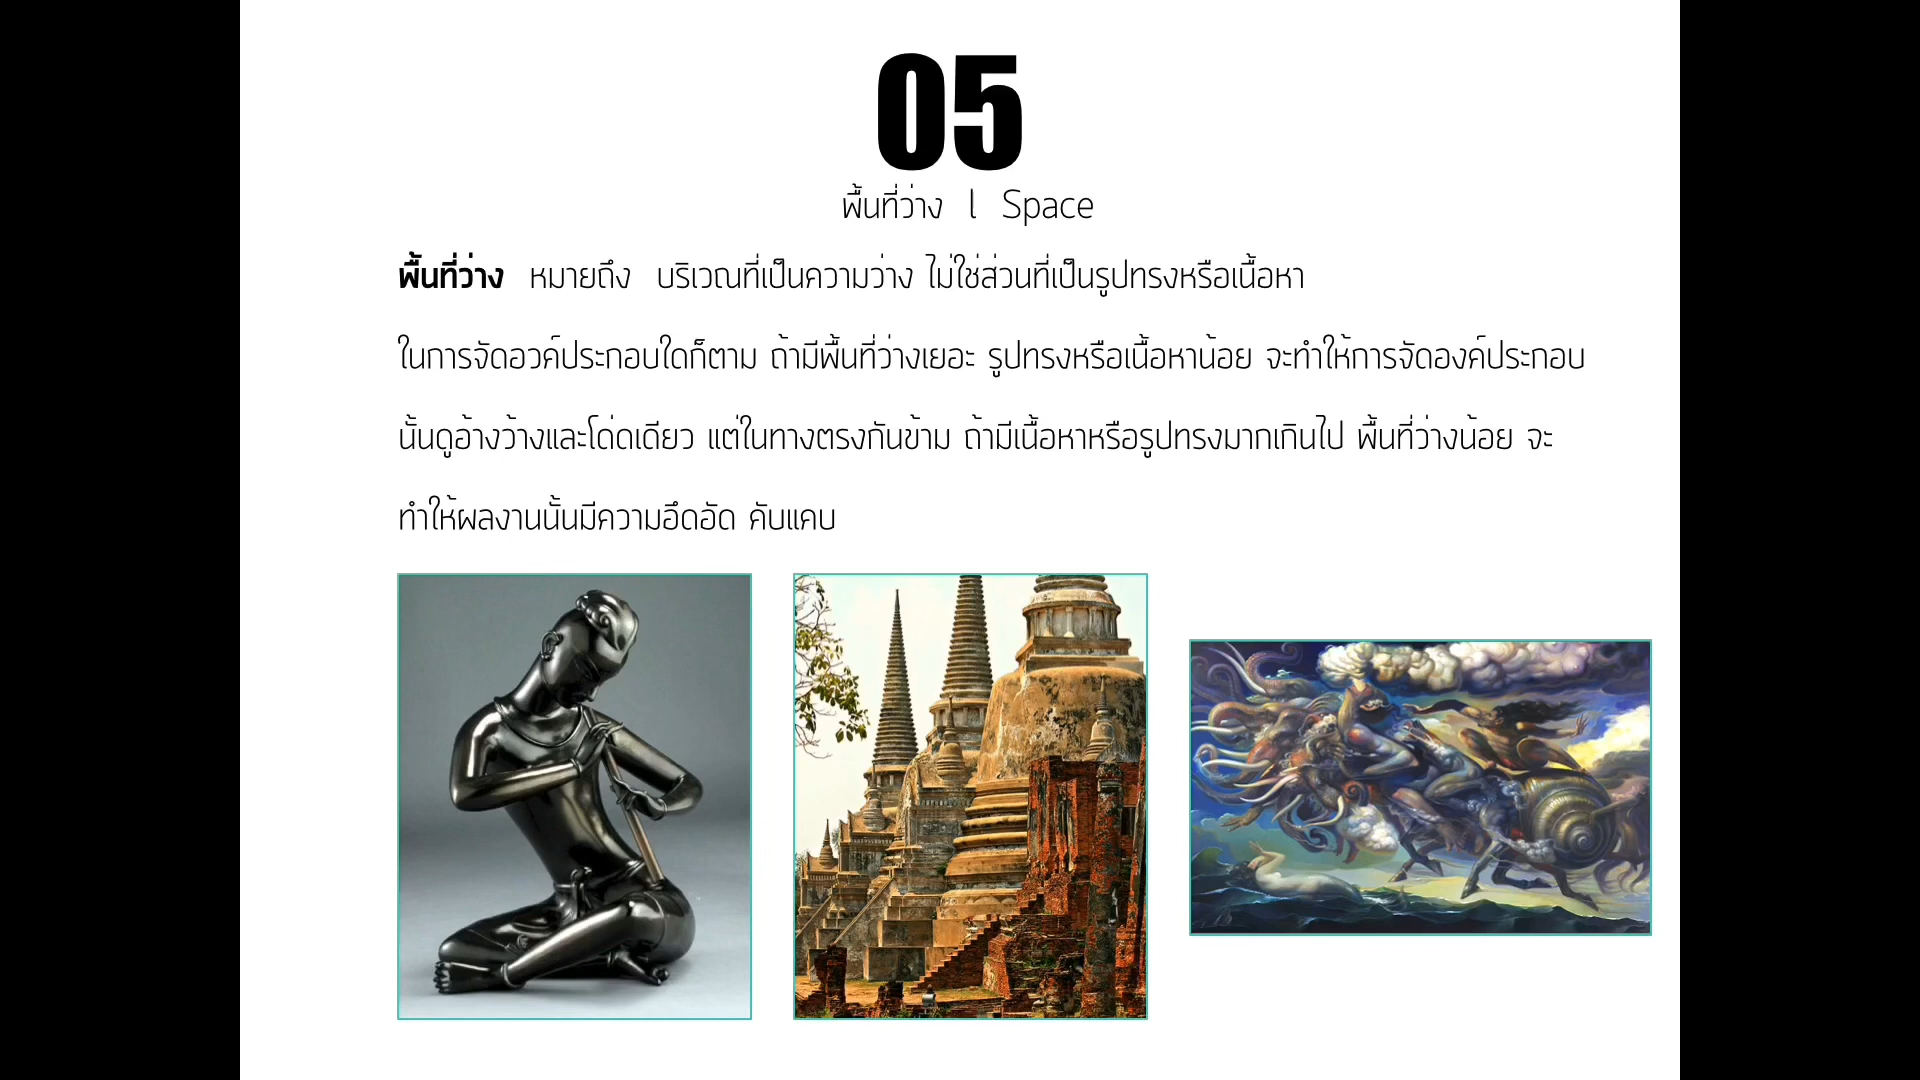 05
พื้นที่ว่าง l Space
พื้นที่ว่าง หมายถึง บริเวณที่เป็นความว่าง ไม่ใช่ส่วนที่เป็นรูปทรงหรือเนื้อหา
ในการจัดอวค์ประกอบใดก็ตาม ถ้ามีพื้นที่ว่างเยอะ รูปทรงหรือเนื้อหาน้อย จะทำให้การจัดองค์ประกอบ
นั้นดูอ้างว้างและโด่ดเดียว แต่ในทางตรงกันข้าม ถ้ามีเนื้อหาหรือรูปทรงมากเกินไป พื้นที่ว่างน้อย จะ
ทำให้ผลงานนั้นมีความอึดอัด คับแคบ